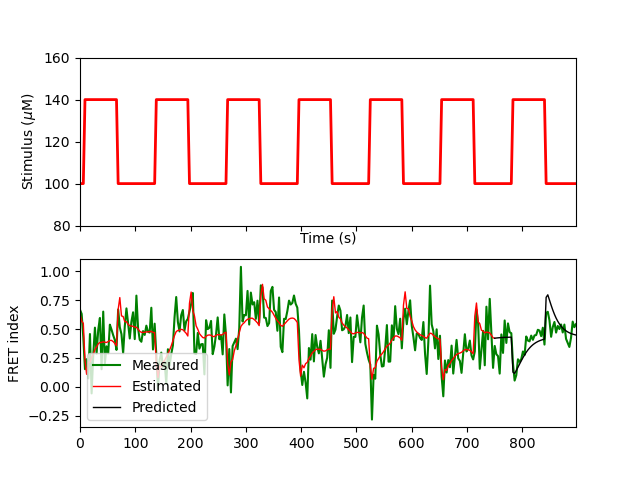 160
140
120
100
80
Stimulus (μM)
Time (s)
1.00
0.75
0.50
0.25
0.00
−0.25
FRET index
Measured
Estimated
Predicted
0 100 200 300 400 500 600 700 800